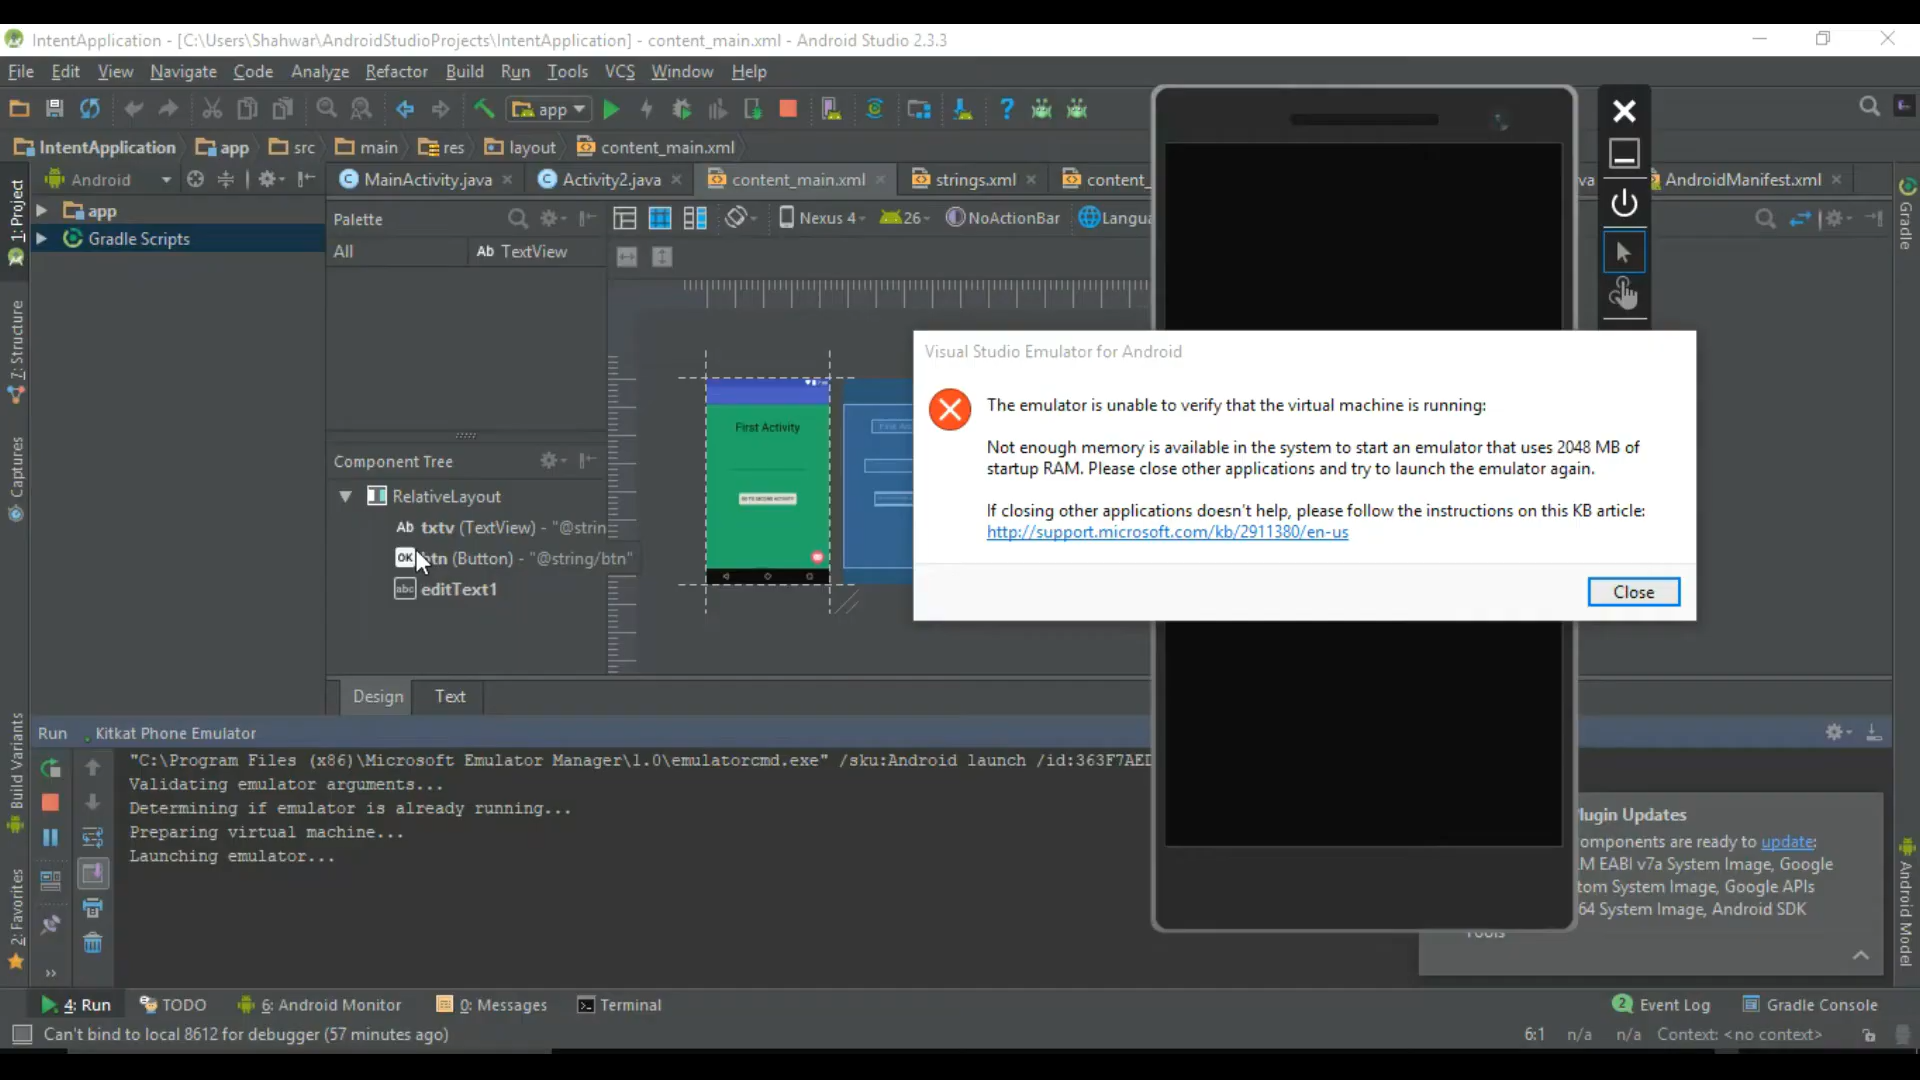 IntentApplication - [C:\Users\Shahwar\AndroidStudioProjects\IntentApplication] - content_main.xml - Android Studio 2.3.3
File Edit View Navigate Code Analyze Refactor Build Run Tools VCS Window Help
app
IntentApplication app src main res layout content_main.xml
Android MainActivity.java Activity2.java content_main.xml strings.xml content_ va AndroidManifest.xml
1: Project
7: Structure
Captures
Build Variants
2: Favorites
Gradle
Android Model
app
Gradle Scripts
Palette
All Ab TextView
Nexus 4 26 NoActionBar Langua
First Activity
GO TO SECOND ACTIVITY
Component Tree
RelativeLayout
Ab txtv (TextView) - "@strin
OK btn (Button) - "@string/btn"
abc editText1
Design Text
Visual Studio Emulator for Android
The emulator is unable to verify that the virtual machine is running:
Not enough memory is available in the system to start an emulator that uses 2048 MB of
startup RAM. Please close other applications and try to launch the emulator again.
If closing other applications doesn't help, please follow the instructions on this KB article:
http://support.microsoft.com/kb/2911380/en-us
Close
Run Kitkat Phone Emulator
"C:\Program Files (x86)\Microsoft Emulator Manager\1.0\emulatorcmd.exe" /sku:Android launch /id:363F7AED
Validating emulator arguments...
Determining if emulator is already running...
Preparing virtual machine...
Launching emulator...
lugin Updates
omponents are ready to update:
M EABI v7a System Image, Google
tom System Image, Google APIs
64 System Image, Android SDK
Tools
4: Run TODO 6: Android Monitor 0: Messages Terminal 2 Event Log Gradle Console
Can't bind to local 8612 for debugger (57 minutes ago) 6:1 n/a n/a Context: <no context>